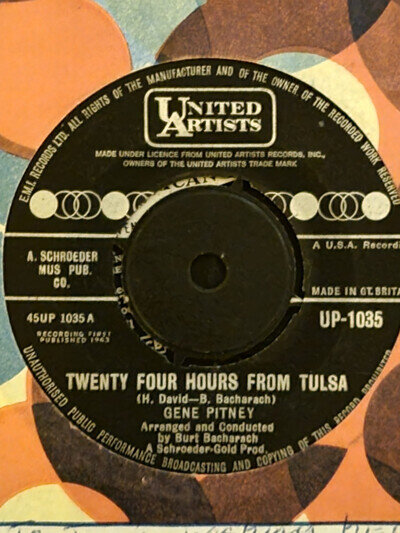 E.M.I. RECORDS LTD. ALL RIGHTS OF THE MANUFACTURER AND OF THE OWNER OF THE RECORDED WORK RESERVED
UNITED
ARTISTS
MADE UNDER LICENCE FROM UNITED ARTISTS RECORDS, INC.,
OWNERS OF THE UNITED ARTISTS TRADE MARK
A. SCHROEDER
MUS PUB.
CO.
A U.S.A. Recordi
MADE IN GT. BRITA
45UP 1035 A
UP-1035
RECORDING FIRST
PUBLISHED 1963
TWENTY FOUR HOURS FROM TULSA
(H. David—B. Bacharach)
GENE PITNEY
Arranged and Conducted
by Burt Bacharach
A Schroeder-Gold Prod.
UNAUTHORISED PUBLIC PERFORMANCE BROADCASTING AND COPYING OF THIS RECORD PROHIBITED